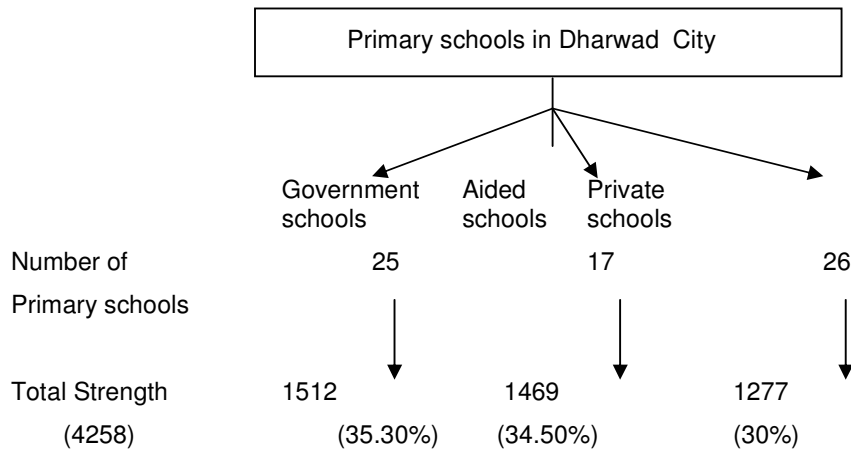 Primary schools in Dharwad City
Government Aided Private
schools schools schools
Number of 25 17 26
Primary schools
Total Strength 1512 1469 1277
(4258) (35.30%) (34.50%) (30%)